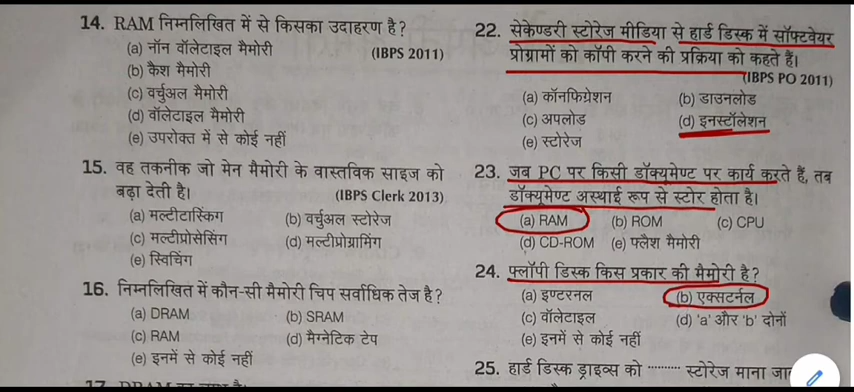 14. RAM निम्नलिखित में से किसका उदाहरण है?
(a) नॉन वॉलेटाइल मैमोरी (IBPS 2011)
(b) कैश मैमोरी
(c) वर्चुअल मैमोरी
(d) वॉलेटाइल मैमोरी
(e) उपरोक्त में से कोई नहीं
15. वह तकनीक जो मेन मैमोरी के वास्तविक साइज को
बढ़ा देती है। (IBPS Clerk 2013)
(a) मल्टीटास्किंग (b) वर्चुअल स्टोरेज
(c) मल्टीप्रोसेसिंग (d) मल्टीप्रोग्रामिंग
(e) स्विचिंग
16. निम्नलिखित में कौन-सी मैमोरी चिप सर्वाधिक तेज है?
(a) DRAM (b) SRAM
(c) RAM (d) मैग्नेटिक टेप
(e) इनमें से कोई नहीं
22. सेकेण्डरी स्टोरेज मीडिया से हार्ड डिस्क में सॉफ्टवेयर
प्रोग्रामों को कॉपी करने की प्रक्रिया को कहते हैं।
(IBPS PO 2011)
(a) कॉनफिग्रेशन (b) डाउनलोड
(c) अपलोड (d) इनस्टॉलेशन
(e) स्टोरेज
23. जब PC पर किसी डॉक्यूमेण्ट पर कार्य करते हैं, तब
डॉक्यूमेण्ट अस्थाई रूप से स्टोर होता है।
(a) RAM (b) ROM (c) CPU
(d) CD-ROM (e) फ्लैश मैमोरी
24. फ्लॉपी डिस्क किस प्रकार की मैमोरी है?
(a) इण्टरनल (b) एक्सटर्नल
(c) वॉलेटाइल (d) 'a' और 'b' दोनों
(e) इनमें से कोई नहीं
25. हार्ड डिस्क ड्राइव्स को ......... स्टोरेज माना जा